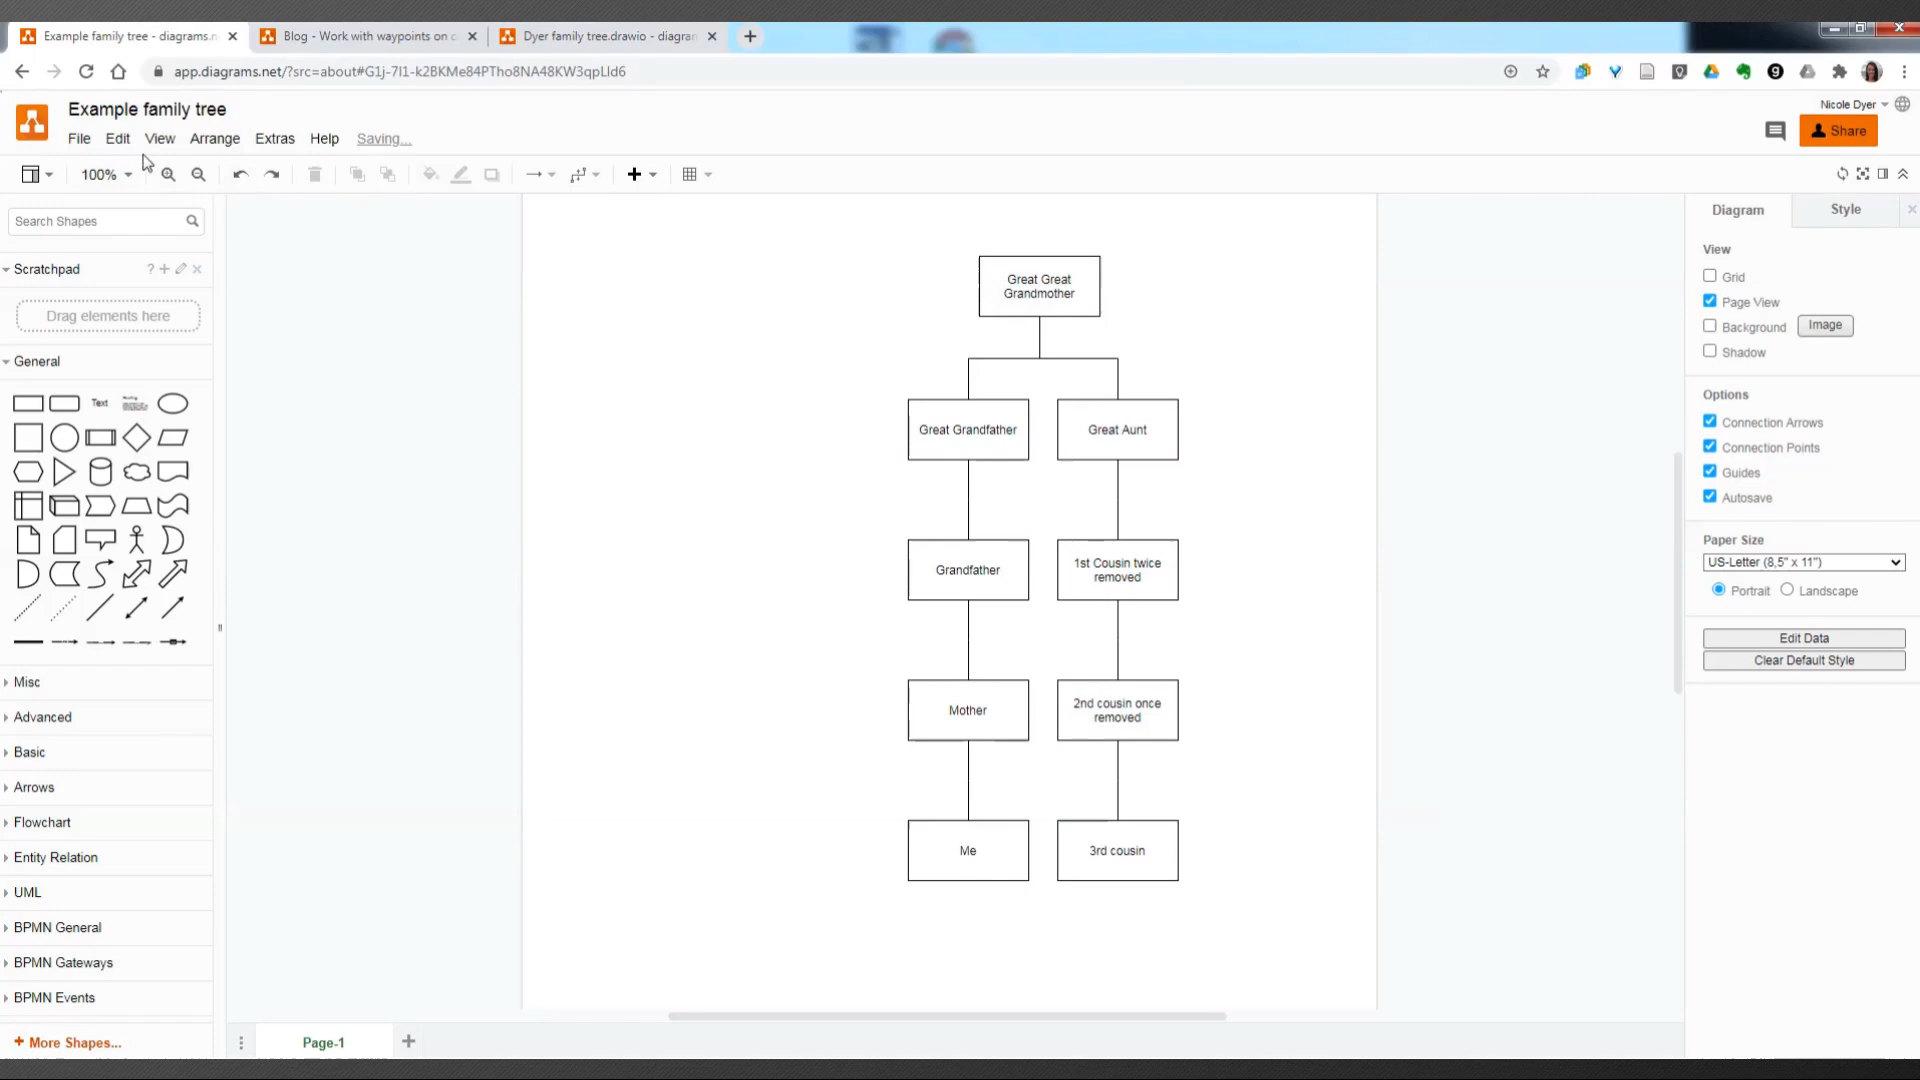 Example family tree - diagrams.n
Blog - Work with waypoints on c
Dyer family tree.drawio - diagran
app.diagrams.net/?src=about#G1j-7I1-k2BKMe84PTho8NA48KW3qpLId6
Example family tree
Nicole Dyer
File Edit View Arrange Extras Help Saving...
Share
100%
Search Shapes
Scratchpad
?
Drag elements here
General
Text
Misc
Advanced
Basic
Arrows
Flowchart
Entity Relation
UML
BPMN General
BPMN Gateways
BPMN Events
+ More Shapes...
Great Great
Grandmother
Great Grandfather
Great Aunt
Grandfather
1st Cousin twice
removed
Mother
2nd cousin once
removed
Me
3rd cousin
Page-1
Diagram
Style
View
Grid
Page View
Background
Image
Shadow
Options
Connection Arrows
Connection Points
Guides
Autosave
Paper Size
US-Letter (8,5" x 11")
Portrait
Landscape
Edit Data
Clear Default Style